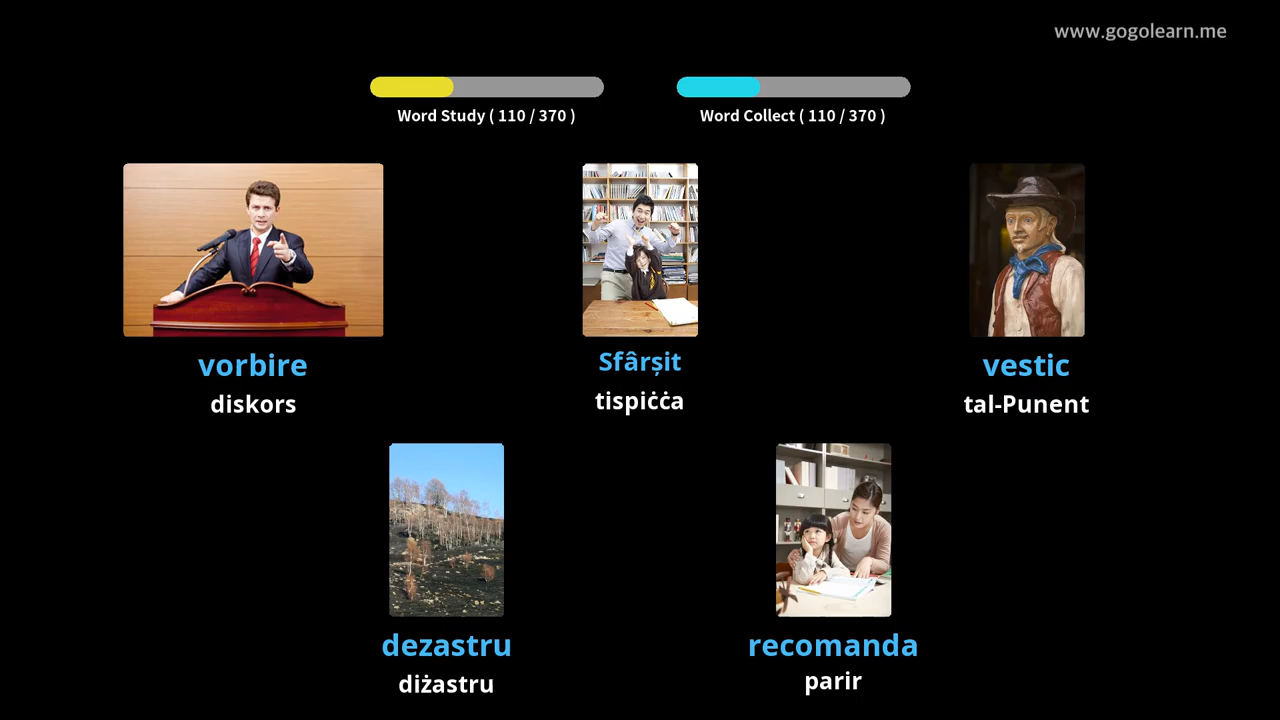 www.gogolearn.me
Word Study ( 110 / 370 )
Word Collect ( 110 / 370 )
vorbire
diskors
Sfârșit
tispiċċa
vestic
tal-Punent
dezastru
diżastru
recomanda
parir